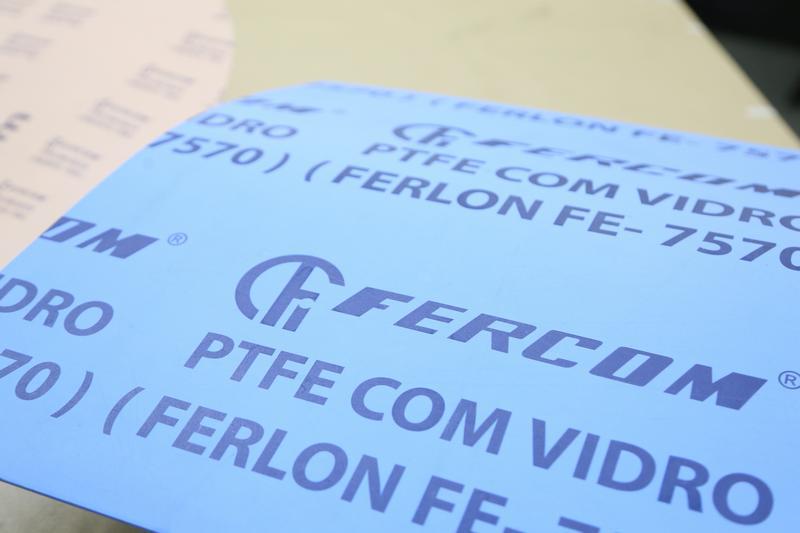 OM
DRO
7570 )
FERCOM
PTFE COM VIDRO
( FERLON FE- 7570
OM ®
DRO
70 )
FERCOM ®
PTFE COM VIDRO
( FERLON FE-
( FERLON FE- 757